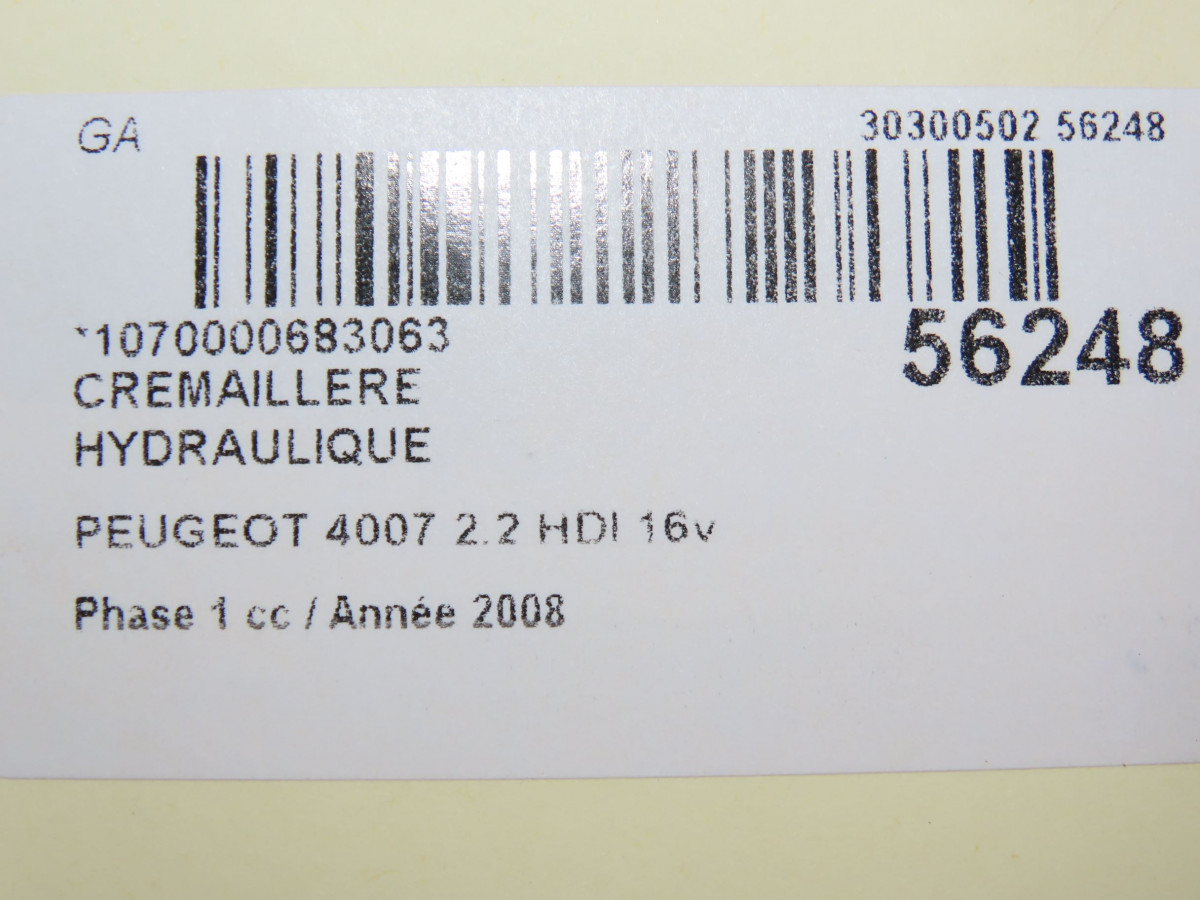 GA
30300502 56248
*1070000683063
56248
CREMAILLERE
HYDRAULIQUE
PEUGEOT 4007 2.2 HDI 16v
Phase 1 cc / Année 2008